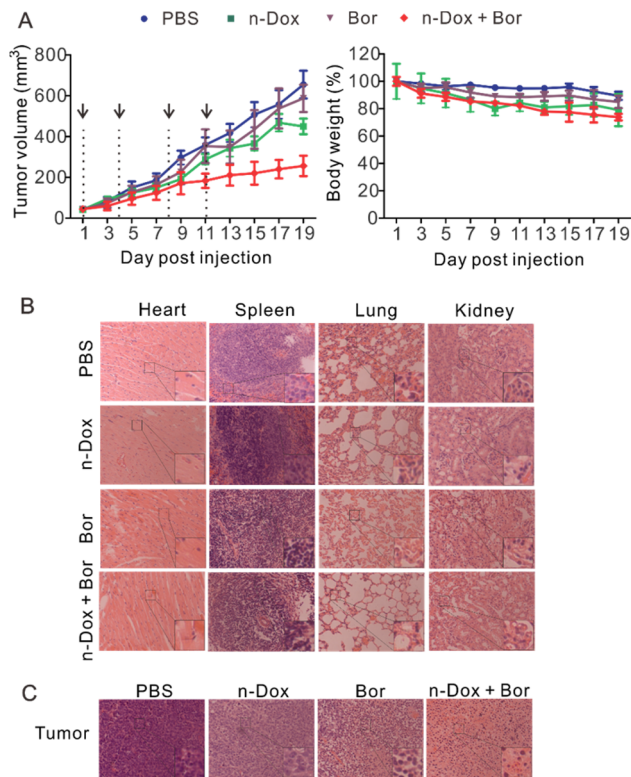 A
PBS n-Dox Bor n-Dox + Bor
Tumor volume (mm³)
800
600
400
200
0
1 3 5 7 9 11 13 15 17 19
Day post injection
Body weight (%)
120
100
80
60
40
20
0
1 3 5 7 9 11 13 15 17 19
Day post injection
B
Heart Spleen Lung Kidney
PBS
n-Dox
Bor
n-Dox + Bor
C
PBS n-Dox Bor n-Dox + Bor
Tumor